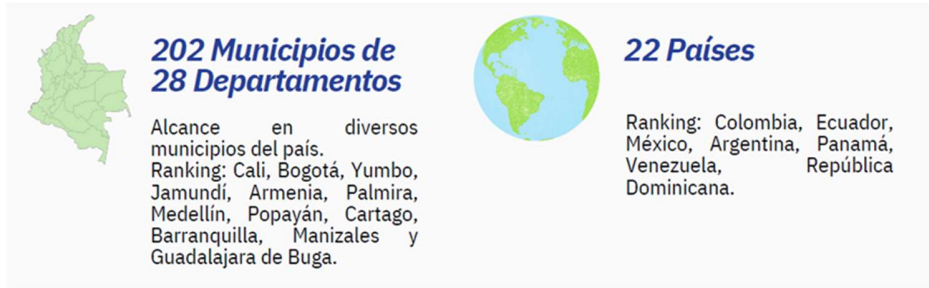 202 Municipios de
28 Departamentos
Alcance en diversos
municipios del país.
Ranking: Cali, Bogotá, Yumbo,
Jamundí, Armenia, Palmira,
Medellín, Popayán, Cartago,
Barranquilla, Manizales y
Guadalajara de Buga.
22 Países
Ranking: Colombia, Ecuador,
México, Argentina, Panamá,
Venezuela, República
Dominicana.